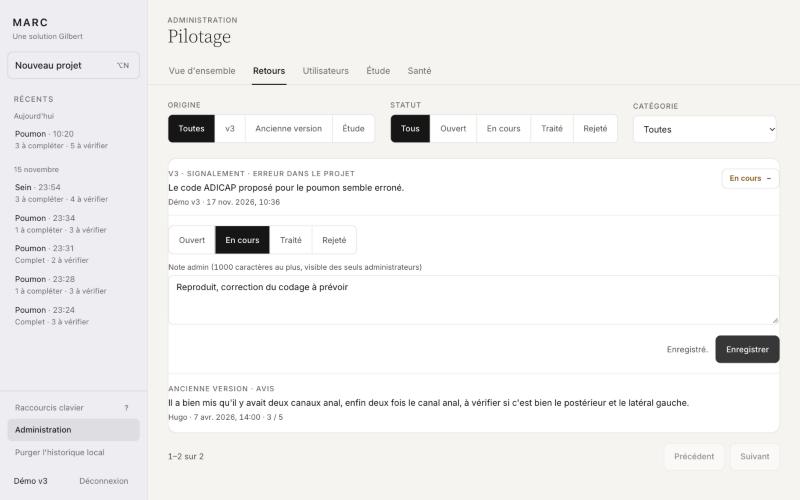 MARC
Une solution Gilbert
Nouveau projet ⌥N
RÉCENTS
Aujourd'hui
Poumon · 10:20
3 à compléter · 5 à vérifier
15 novembre
Sein · 23:54
3 à compléter · 4 à vérifier
Poumon · 23:34
1 à compléter · 3 à vérifier
Poumon · 23:31
Complet · 2 à vérifier
Poumon · 23:28
1 à compléter · 3 à vérifier
Poumon · 23:24
Complet · 3 à vérifier
Raccourcis clavier ?
Administration
Purger l'historique local
Démo v3 Déconnexion
ADMINISTRATION
Pilotage
Vue d'ensemble Retours Utilisateurs Étude Santé
ORIGINE STATUT CATÉGORIE
Toutes v3 Ancienne version Étude Tous Ouvert En cours Traité Rejeté Toutes
V3 · SIGNALEMENT · ERREUR DANS LE PROJET
En cours –
Le code ADICAP proposé pour le poumon semble erroné.
Démo v3 · 17 nov. 2026, 10:36
Ouvert En cours Traité Rejeté
Note admin (1000 caractères au plus, visible des seuls administrateurs)
Reproduit, correction du codage à prévoir
Enregistré. Enregistrer
ANCIENNE VERSION · AVIS
Il a bien mis qu'il y avait deux canaux anal, enfin deux fois le canal anal, à vérifier si c'est bien le postérieur et le latéral gauche.
Hugo · 7 avr. 2026, 14:00 · 3 / 5
1–2 sur 2 Précédent Suivant